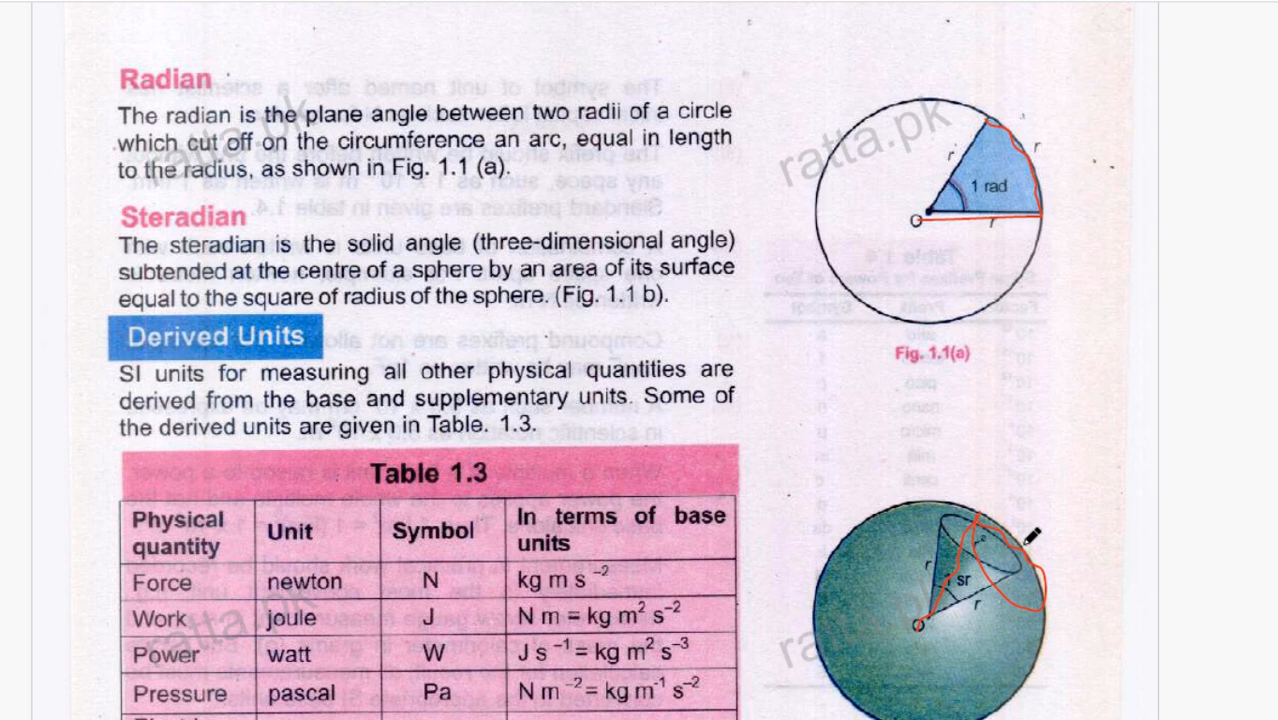 Radian
The radian is the plane angle between two radii of a circle
which cut off on the circumference an arc, equal in length
to the radius, as shown in Fig. 1.1 (a).
Steradian
The steradian is the solid angle (three-dimensional angle)
subtended at the centre of a sphere by an area of its surface
equal to the square of radius of the sphere. (Fig. 1.1 b).
Derived Units
SI units for measuring all other physical quantities are
derived from the base and supplementary units. Some of
the derived units are given in Table. 1.3.
Table 1.3
Physical quantity Unit Symbol In terms of base units
Force newton N kg m s⁻²
Work joule J N m = kg m² s⁻²
Power watt W J s⁻¹ = kg m² s⁻³
Pressure pascal Pa N m⁻² = kg m⁻¹ s⁻²
r
r
1 rad
O
r
Fig. 1.1(a)
r
sr
r
O
ratta.pk
ratta.pk
ratta.pk